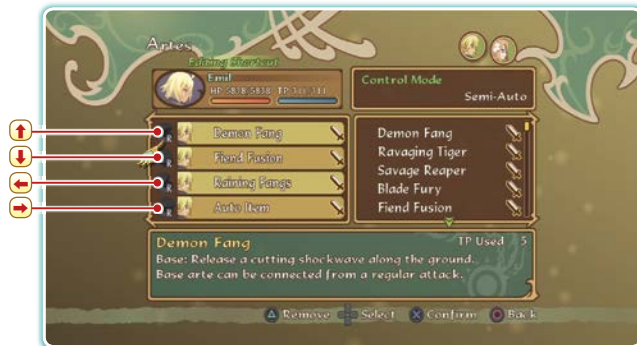 Artes
Editing Shortcut
Emil
HP 5838/5838 TP 311/311
Control Mode
Semi-Auto
R Demon Fang
R Fiend Fusion
R Raining Fangs
R Auto Item
Demon Fang
Ravaging Tiger
Savage Reaper
Blade Fury
Fiend Fusion
Demon Fang TP Used 5
Base: Release a cutting shockwave along the ground.
Base arte can be connected from a regular attack.
Remove Select Confirm Back